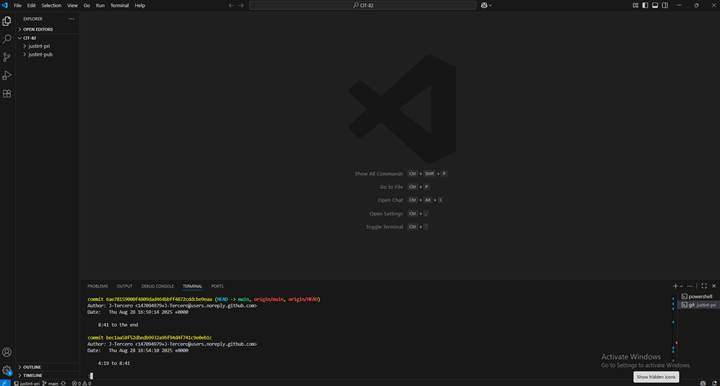 File Edit Selection View Go Run Terminal Help
CIT-82
EXPLORER
OPEN EDITORS
CIT-82
justint-pri
justint-pub
Show All Commands Ctrl + Shift + P
Go to File Ctrl + P
Open Chat Ctrl + Alt + I
Open Settings Ctrl + ,
Toggle Terminal Ctrl + `
PROBLEMS OUTPUT DEBUG CONSOLE TERMINAL PORTS
powershell
git justint-pri
(HEAD -> main, origin/main, origin/HEAD)
Author: J-Tercero <147094979+J-Tercero@users.noreply.github.com>
Date: Thu Aug 28 16:59:14 2025 +0000
8:41 to the end
commit
Author: J-Tercero <147094979+J-Tercero@users.noreply.github.com>
Date: Thu Aug 28 16:54:10 2025 +0000
4:19 to 8:41
:
Activate Windows
Go to Settings to activate Windows.
Show hidden icons
OUTLINE
TIMELINE
justint-pri main 0 0